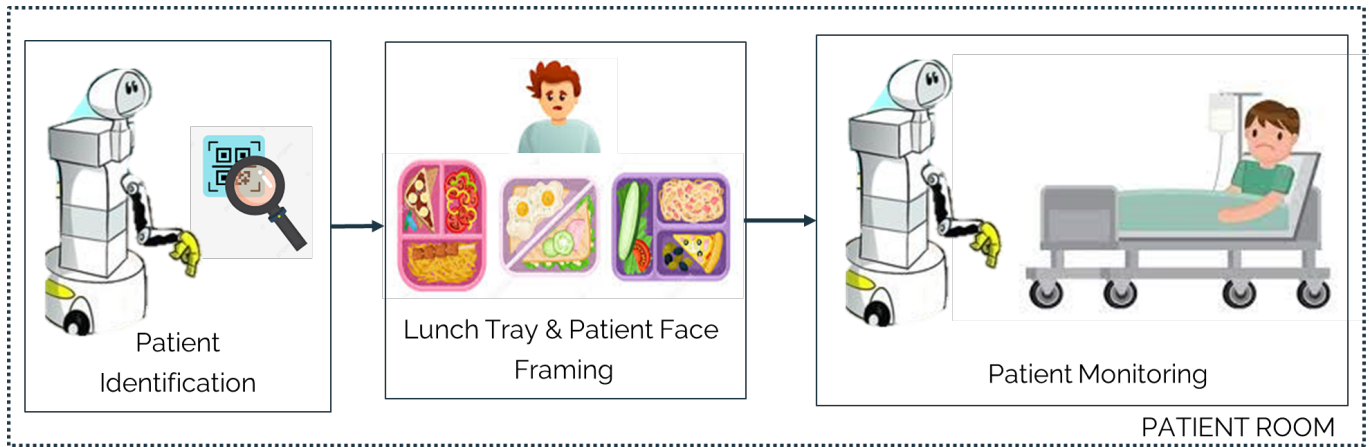 Patient
Identification
Lunch Tray & Patient Face
Framing
Patient Monitoring
PATIENT ROOM